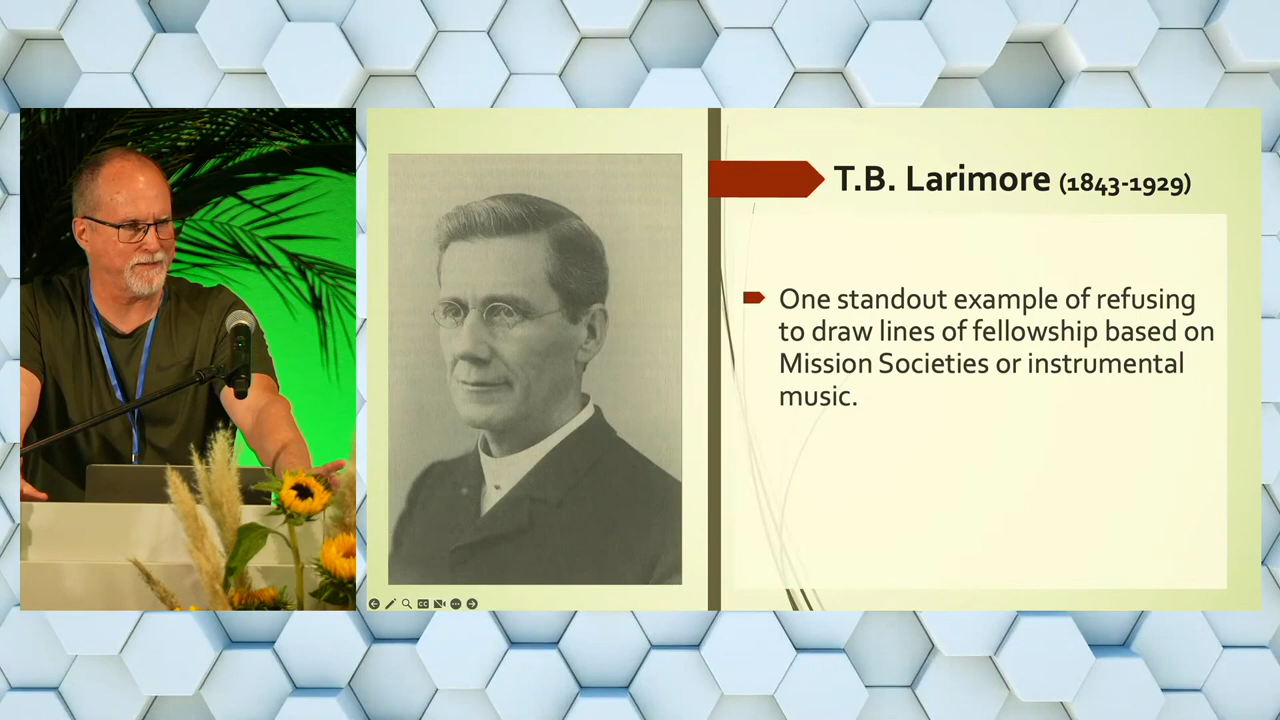 T.B. Larimore (1843-1929)
One standout example of refusing
to draw lines of fellowship based on
Mission Societies or instrumental
music.